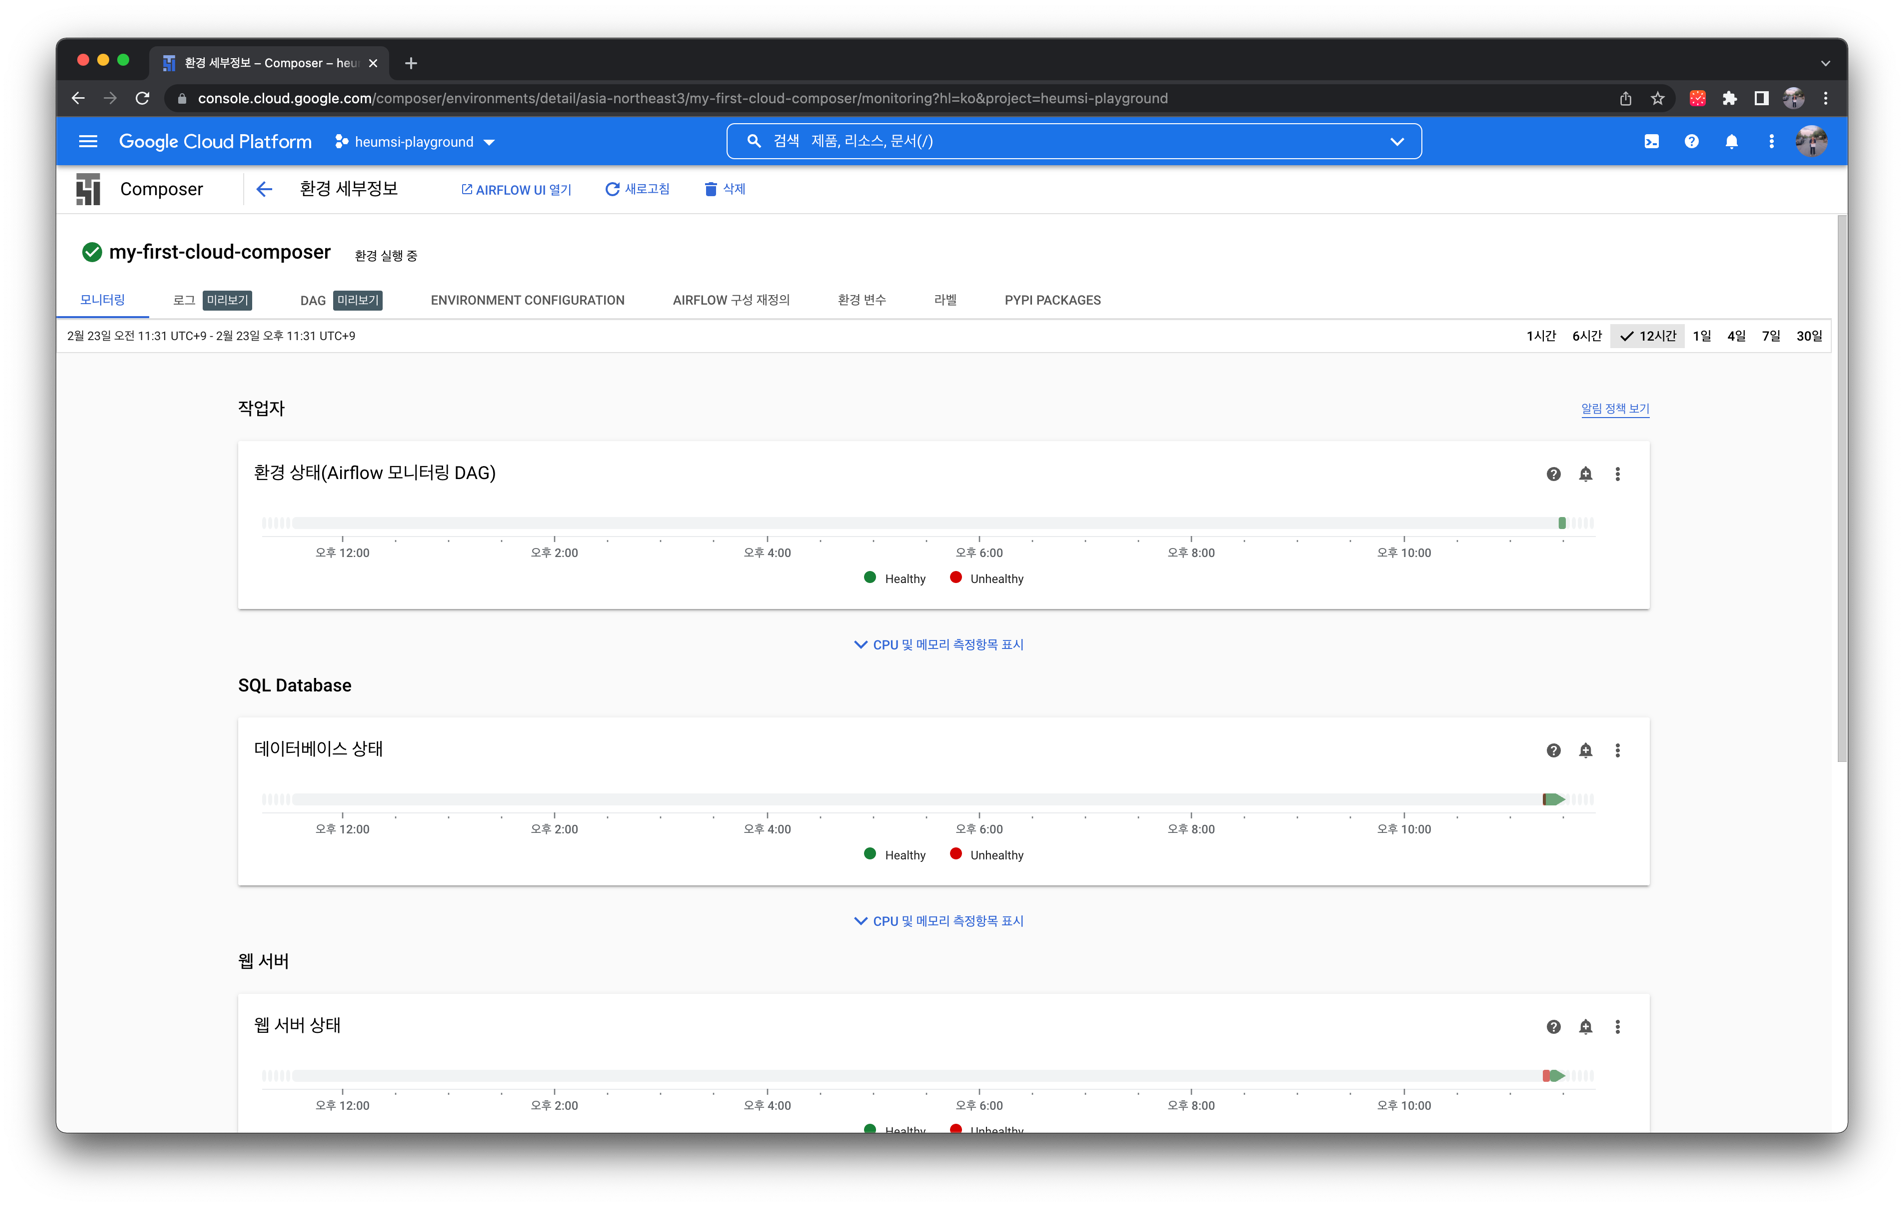 환경 세부정보 – Composer – heu
console.cloud.google.com/composer/environments/detail/asia-northeast3/my-first-cloud-composer/monitoring?hl=ko&project=heumsi-playground
Google Cloud Platform heumsi-playground 검색 제품, 리소스, 문서(/)
Composer 환경 세부정보 AIRFLOW UI 열기 새로고침 삭제
my-first-cloud-composer 환경 실행 중
모니터링 로그 미리보기 DAG 미리보기 ENVIRONMENT CONFIGURATION AIRFLOW 구성 재정의 환경 변수 라벨 PYPI PACKAGES
2월 23일 오전 11:31 UTC+9 - 2월 23일 오후 11:31 UTC+9 1시간 6시간 12시간 1일 4일 7일 30일
작업자 알림 정책 보기
환경 상태(Airflow 모니터링 DAG)
오후 12:00 오후 2:00 오후 4:00 오후 6:00 오후 8:00 오후 10:00
Healthy Unhealthy
CPU 및 메모리 측정항목 표시
SQL Database
데이터베이스 상태
오후 12:00 오후 2:00 오후 4:00 오후 6:00 오후 8:00 오후 10:00
Healthy Unhealthy
CPU 및 메모리 측정항목 표시
웹 서버
웹 서버 상태
오후 12:00 오후 2:00 오후 4:00 오후 6:00 오후 8:00 오후 10:00
Healthy Unhealthy